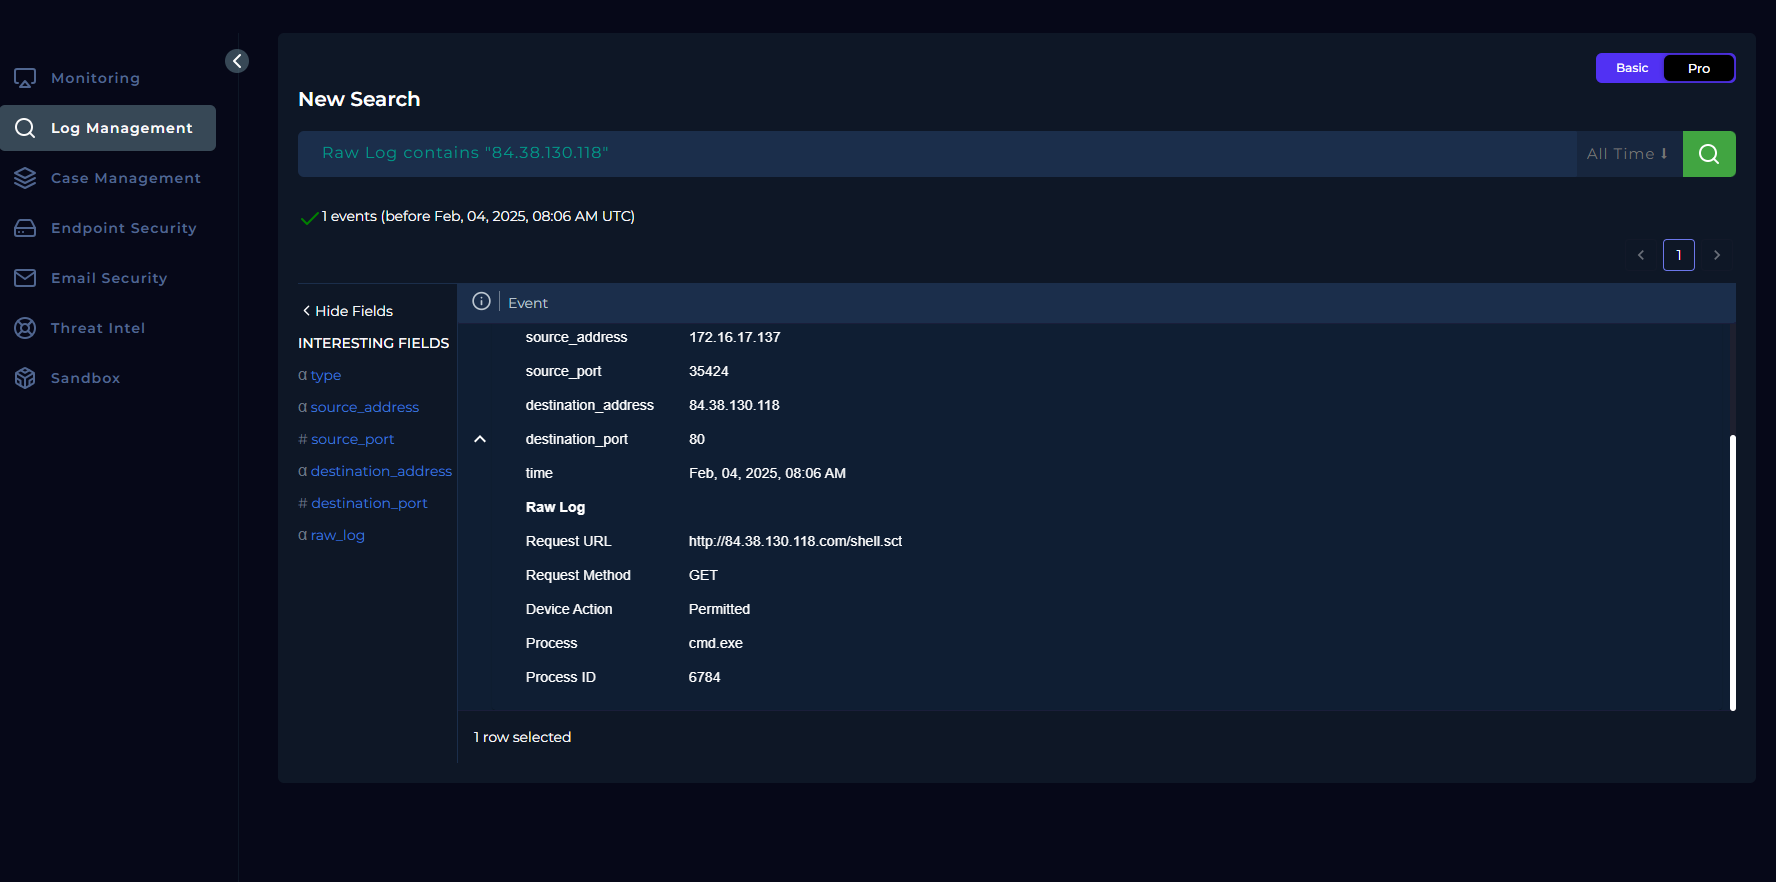 Monitoring
Log Management
Case Management
Endpoint Security
Email Security
Threat Intel
Sandbox
Basic Pro
New Search
Raw Log contains "84.38.130.118"
All Time
1 events (before Feb, 04, 2025, 08:06 AM UTC)
1
Hide Fields
INTERESTING FIELDS
α type
α source_address
# source_port
α destination_address
# destination_port
α raw_log
Event
source_address 172.16.17.137
source_port 35424
destination_address 84.38.130.118
destination_port 80
time Feb, 04, 2025, 08:06 AM
Raw Log
Request URL http://84.38.130.118.com/shell.sct
Request Method GET
Device Action Permitted
Process cmd.exe
Process ID 6784
1 row selected